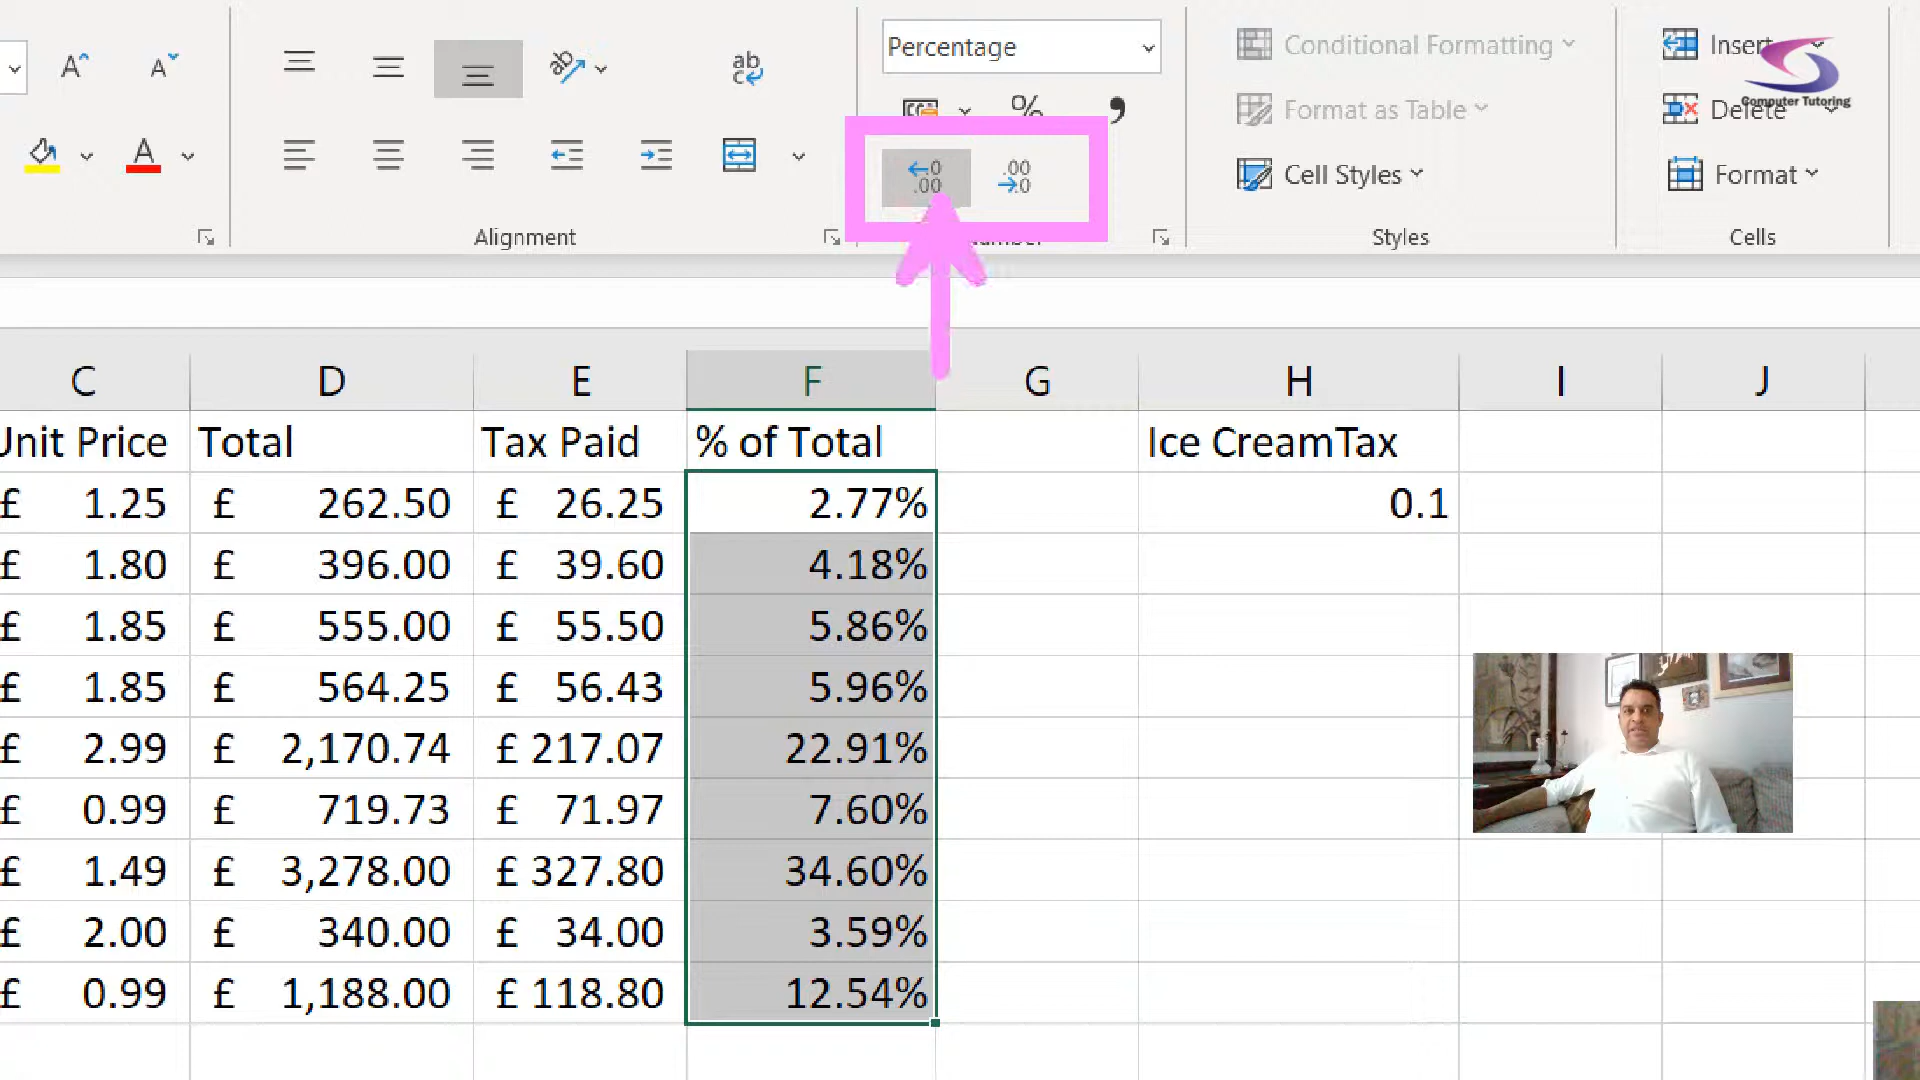 Percentage
Conditional Formatting
Insert
Computer Tutoring
%
Format as Table
Delete
ab
c
A
A
A
←0
.00
.00
→.0
Cell Styles
Format
Alignment
Styles
Cells
C D E F G H I J
Unit Price Total Tax Paid % of Total Ice CreamTax
£ 1.25 £ 262.50 £ 26.25 2.77% 0.1
£ 1.80 £ 396.00 £ 39.60 4.18%
£ 1.85 £ 555.00 £ 55.50 5.86%
£ 1.85 £ 564.25 £ 56.43 5.96%
£ 2.99 £ 2,170.74 £ 217.07 22.91%
£ 0.99 £ 719.73 £ 71.97 7.60%
£ 1.49 £ 3,278.00 £ 327.80 34.60%
£ 2.00 £ 340.00 £ 34.00 3.59%
£ 0.99 £ 1,188.00 £ 118.80 12.54%